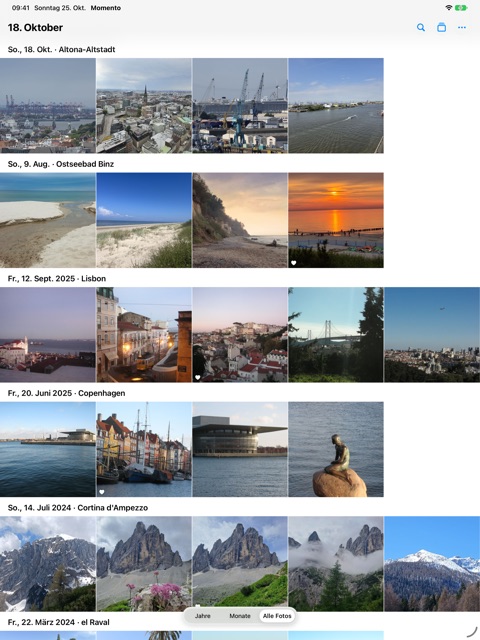 09:41 Sonntag 25. Okt. Momento
18. Oktober
So., 18. Okt. · Altona-Altstadt
So., 9. Aug. · Ostseebad Binz
Fr., 12. Sept. 2025 · Lisbon
Fr., 20. Juni 2025 · Copenhagen
So., 14. Juli 2024 · Cortina d'Ampezzo
Jahre Monate Alle Fotos
Fr., 22. März 2024 · el Raval